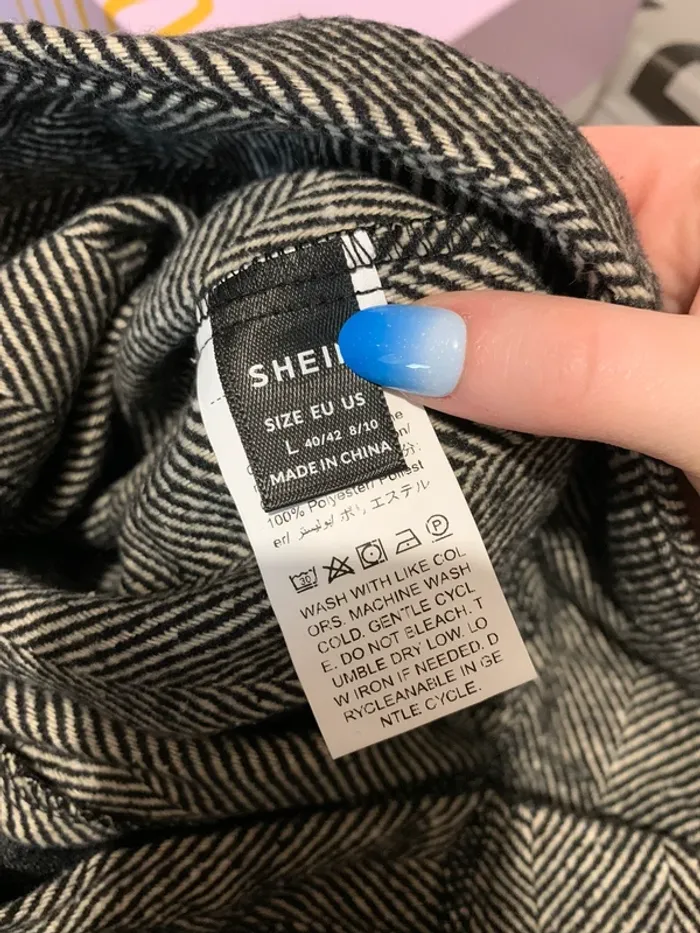 SHEI
SIZE EU US
L 40/42 8/10
MADE IN CHINA
100% Polyester/ Poliest
er/ بوليستر/ ポリエステル
30
P
WASH WITH LIKE COL
ORS. MACHINE WASH
COLD. GENTLE CYCL
E. DO NOT BLEACH. T
UMBLE DRY LOW. LO
W IRON IF NEEDED. D
RYCLEANABLE IN GE
NTLE CYCLE.